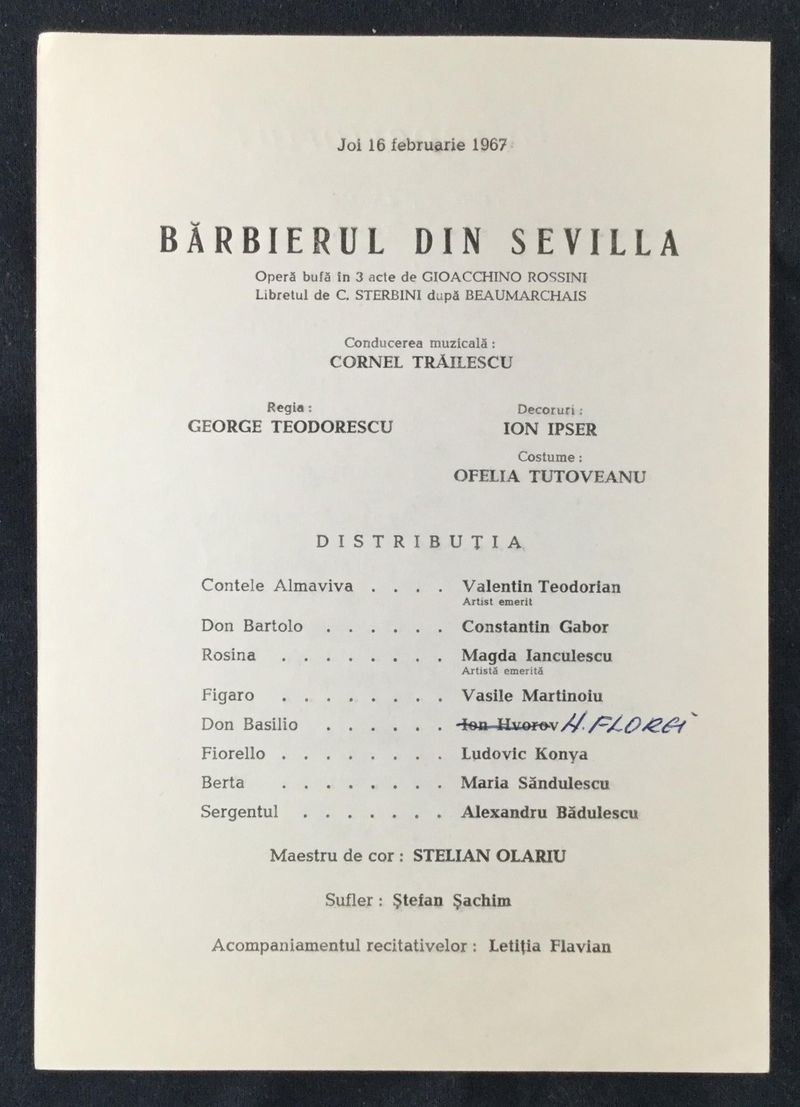 Joi 16 februarie 1967
BĂRBIERUL DIN SEVILLA
Operă bufă în 3 acte de GIOACCHINO ROSSINI
Libretul de C. STERBINI după BEAUMARCHAIS
Conducerea muzicală :
CORNEL TRĂILESCU
Regia :
GEORGE TEODORESCU
Decoruri :
ION IPSER
Costume :
OFELIA TUTOVEANU
DISTRIBUȚIA
Contele Almaviva . . . . Valentin Teodorian
Artist emerit
Don Bartolo . . . . . . Constantin Gabor
Rosina . . . . . . . . Magda Ianculescu
Artistă emerită
Figaro . . . . . . . . Vasile Martinoiu
Don Basilio . . . . . . Ion Hvorov H. FLOREI
Fiorello . . . . . . . . Ludovic Konya
Berta . . . . . . . . Maria Săndulescu
Sergentul . . . . . . . Alexandru Bădulescu
Maestru de cor : STELIAN OLARIU
Sufler : Ștefan Șachim
Acompaniamentul recitativelor : Letiția Flavian